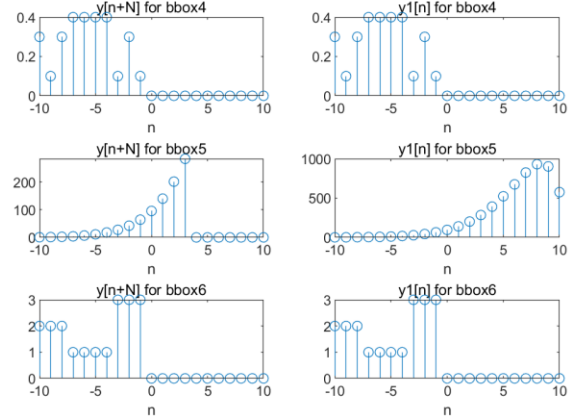 y[n+N] for bbox4
0.4
0.2
0
-10 -5 0 5 10
n
y1[n] for bbox4
0.4
0.2
0
-10 -5 0 5 10
n
y[n+N] for bbox5
200
100
0
-10 -5 0 5 10
n
y1[n] for bbox5
1000
500
0
-10 -5 0 5 10
n
y[n+N] for bbox6
3
2
1
0
-10 -5 0 5 10
n
y1[n] for bbox6
3
2
1
0
-10 -5 0 5 10
n